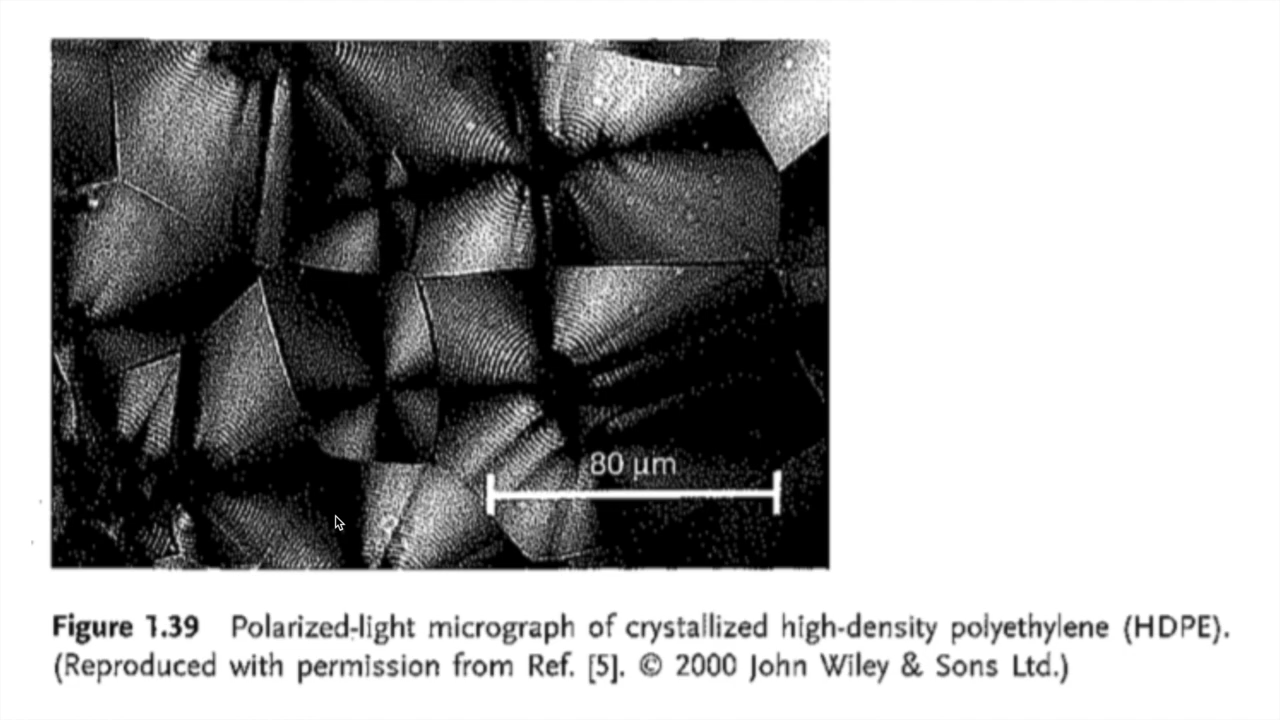 80 µm
Figure 1.39 Polarized-light micrograph of crystallized high-density polyethylene (HDPE).
(Reproduced with permission from Ref. [5]. © 2000 John Wiley & Sons Ltd.)